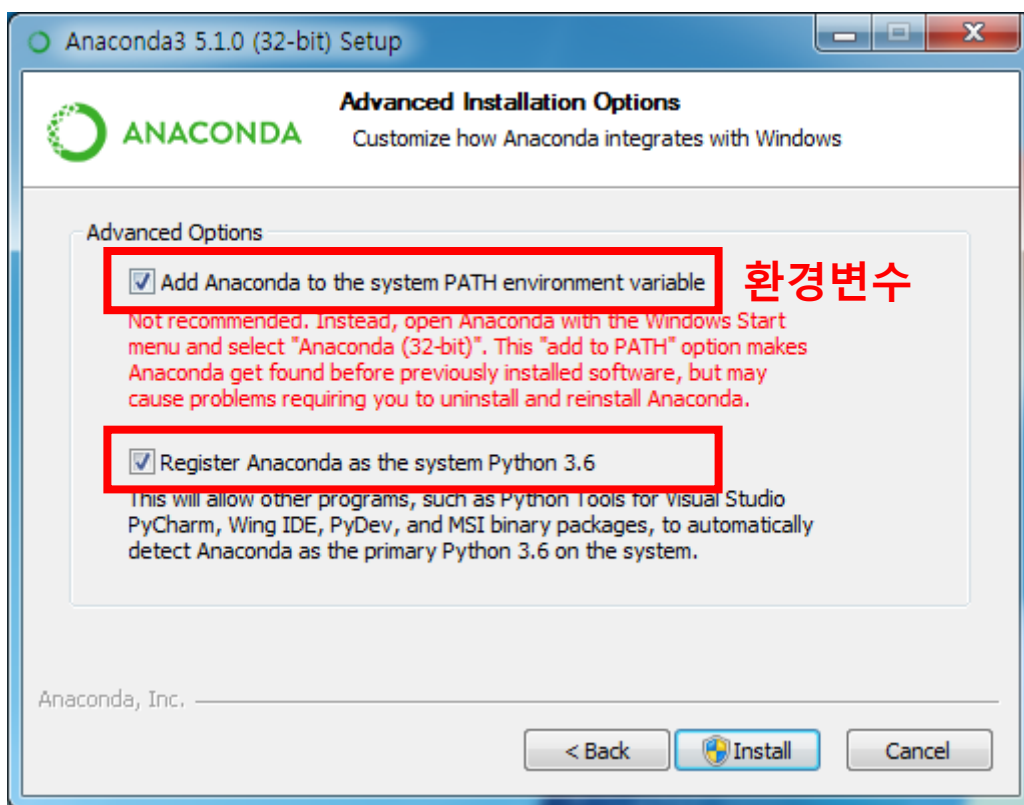 Anaconda3 5.1.0 (32-bit) Setup
ANACONDA
Advanced Installation Options
Customize how Anaconda integrates with Windows
Advanced Options
Add Anaconda to the system PATH environment variable
환경변수
Not recommended. Instead, open Anaconda with the Windows Start
menu and select "Anaconda (32-bit)". This "add to PATH" option makes
Anaconda get found before previously installed software, but may
cause problems requiring you to uninstall and reinstall Anaconda.
Register Anaconda as the system Python 3.6
This will allow other programs, such as Python Tools for Visual Studio
PyCharm, Wing IDE, PyDev, and MSI binary packages, to automatically
detect Anaconda as the primary Python 3.6 on the system.
Anaconda, Inc.
< Back
Install
Cancel